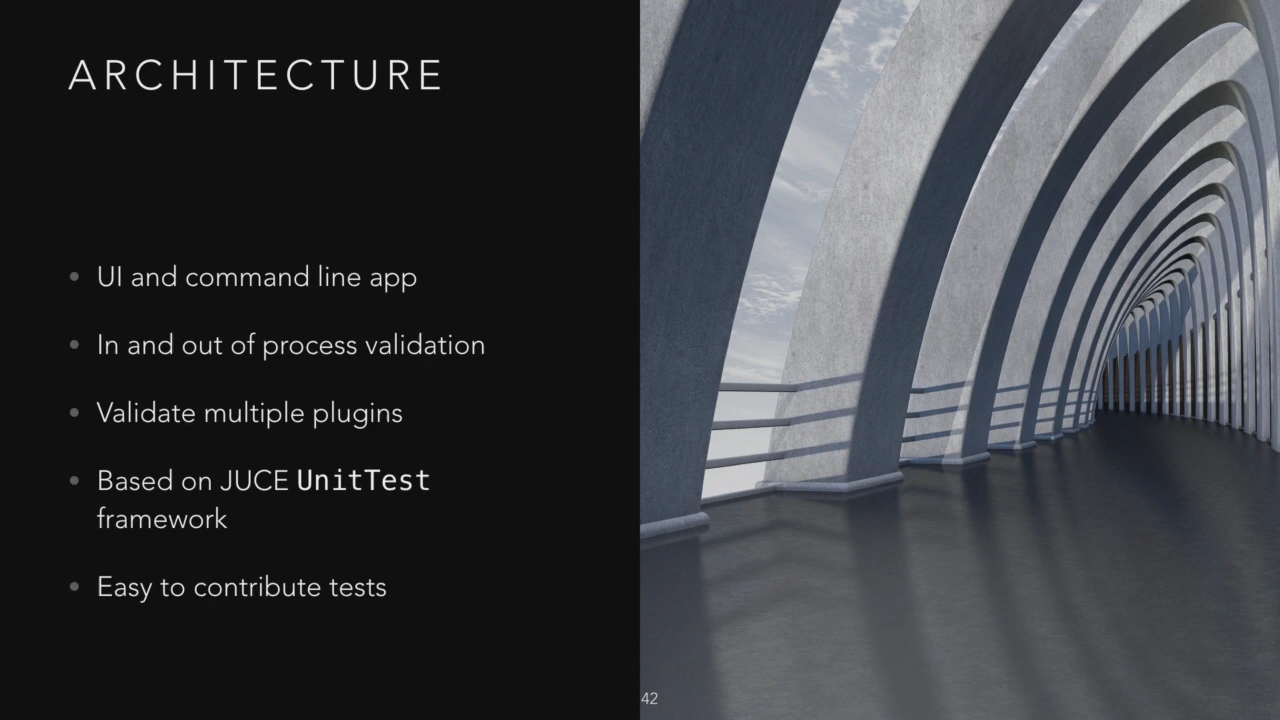 ARCHITECTURE
• UI and command line app
• In and out of process validation
• Validate multiple plugins
• Based on JUCE UnitTest
framework
• Easy to contribute tests
42